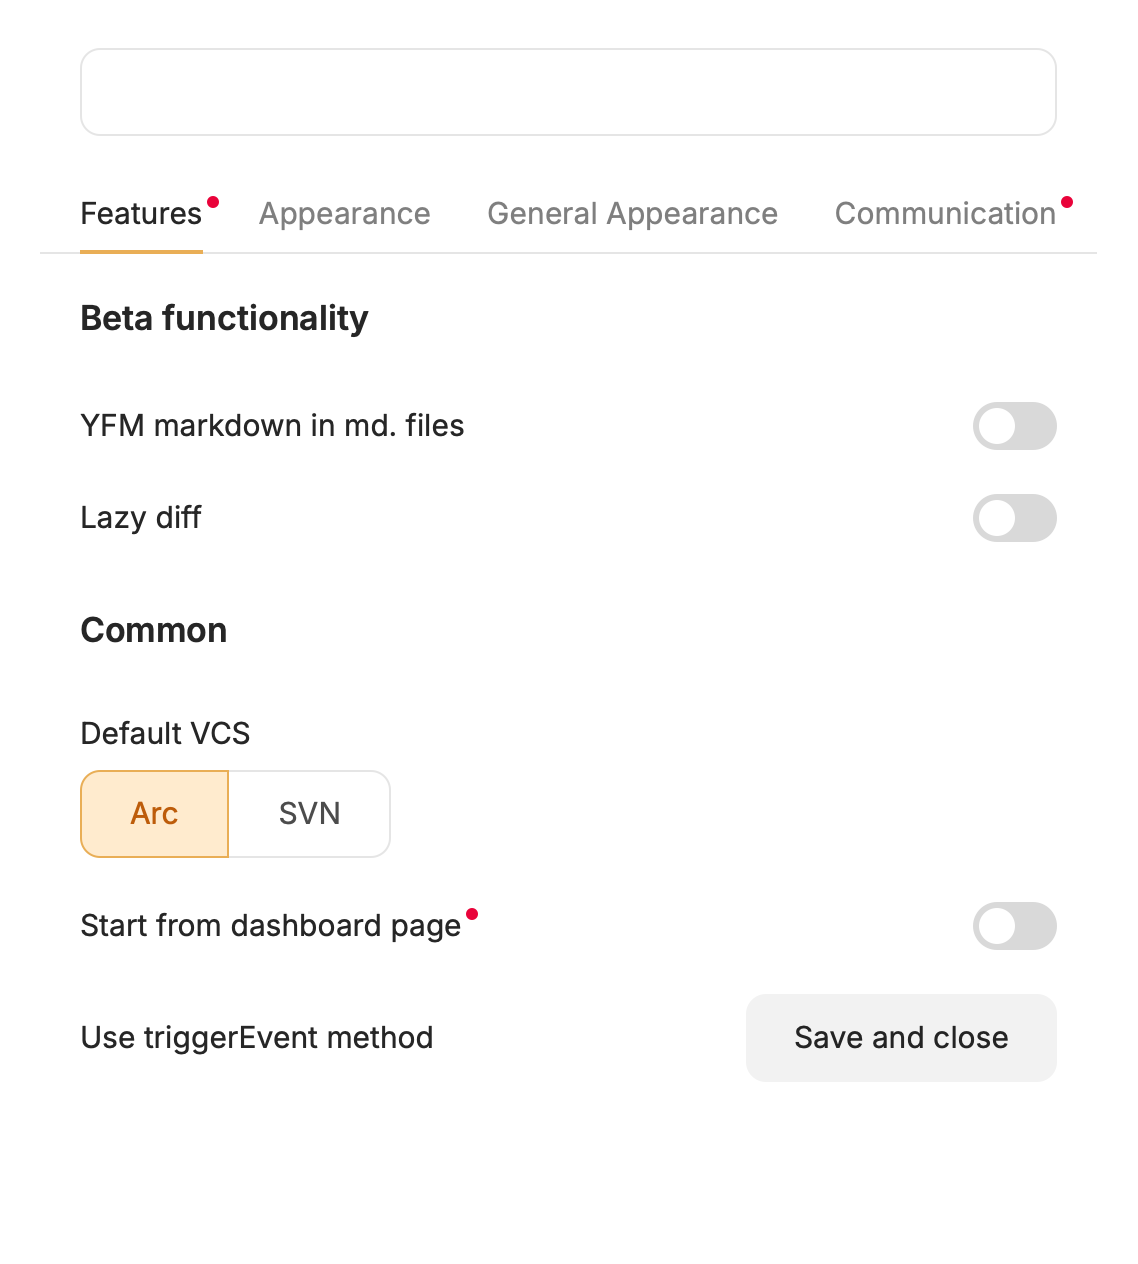 Features Appearance General Appearance Communication
Beta functionality
YFM markdown in md. files
Lazy diff
Common
Default VCS
Arc SVN
Start from dashboard page
Use triggerEvent method Save and close